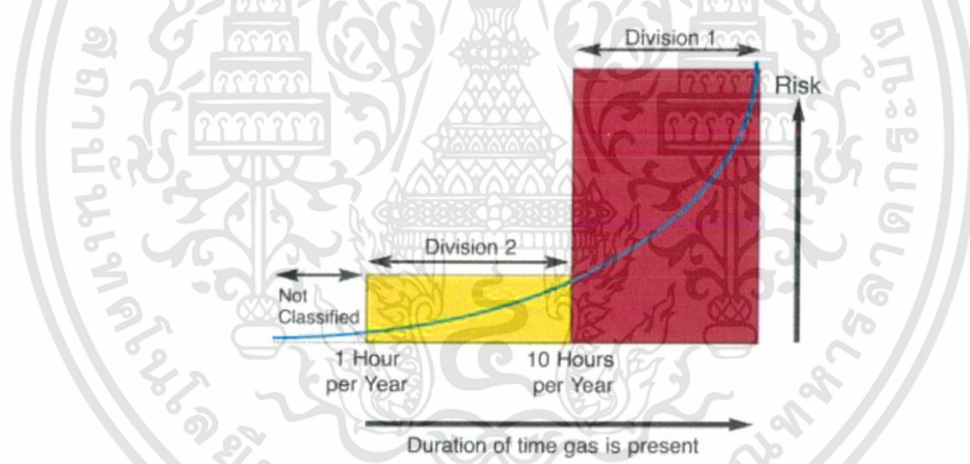 Division 1
Risk
Division 2
Not
Classified
1 Hour
per Year
10 Hours
per Year
Duration of time gas is present